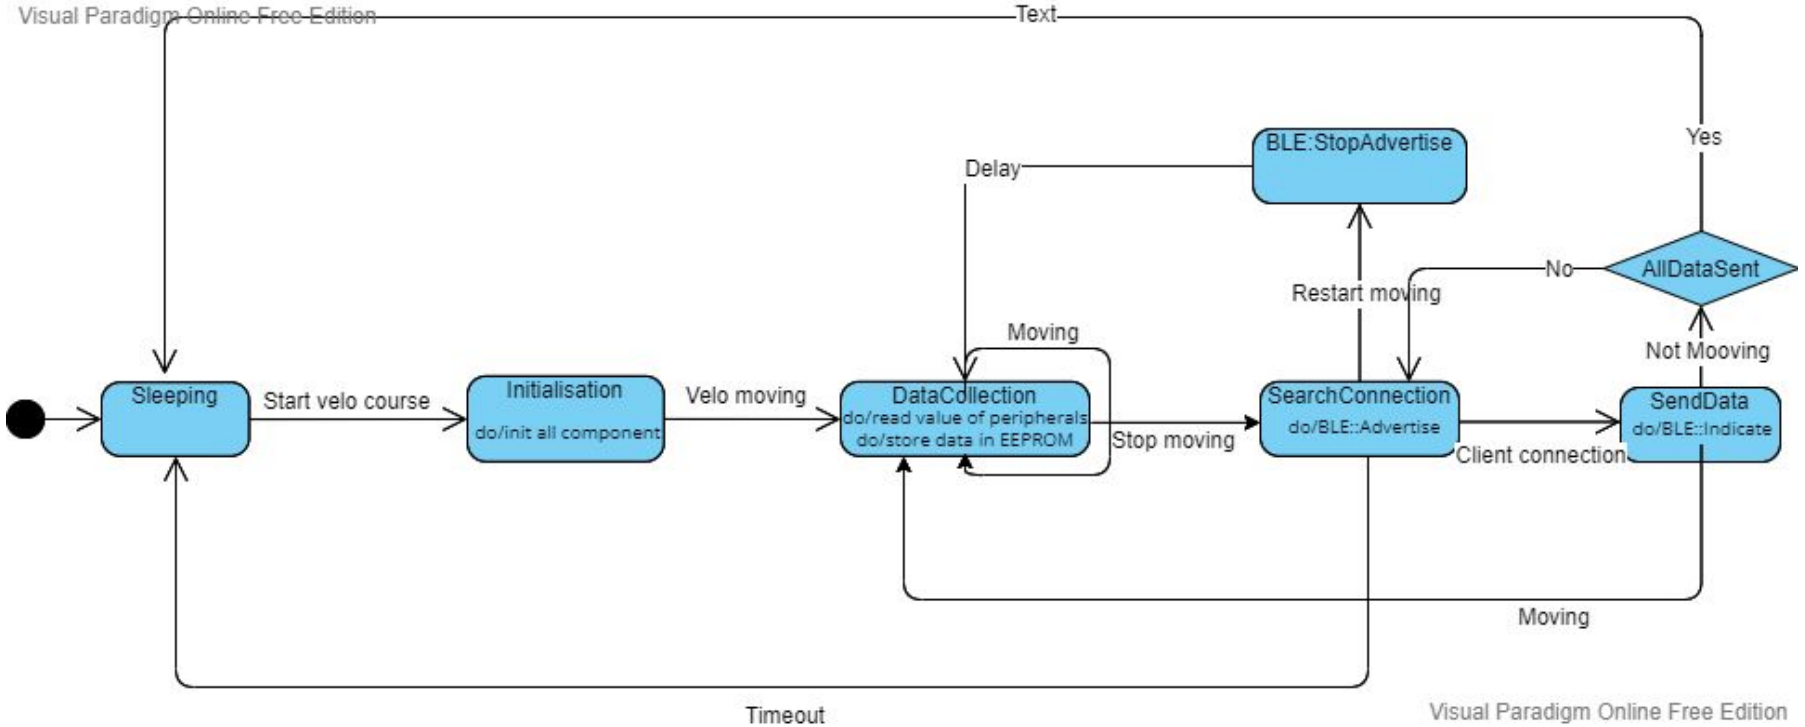 Visual Paradigm Online Free Edition
Text
Yes
BLE:StopAdvertise
Delay
AllDataSent
No
Restart moving
Moving
Not Mooving
Sleeping
Start velo course
Initialisation
do/init all component
Velo moving
DataCollection
do/read value of peripherals
do/store data in EEPROM
Stop moving
SearchConnection
do/BLE::Advertise
Client connection
SendData
do/BLE::Indicate
Moving
Timeout
Visual Paradigm Online Free Edition